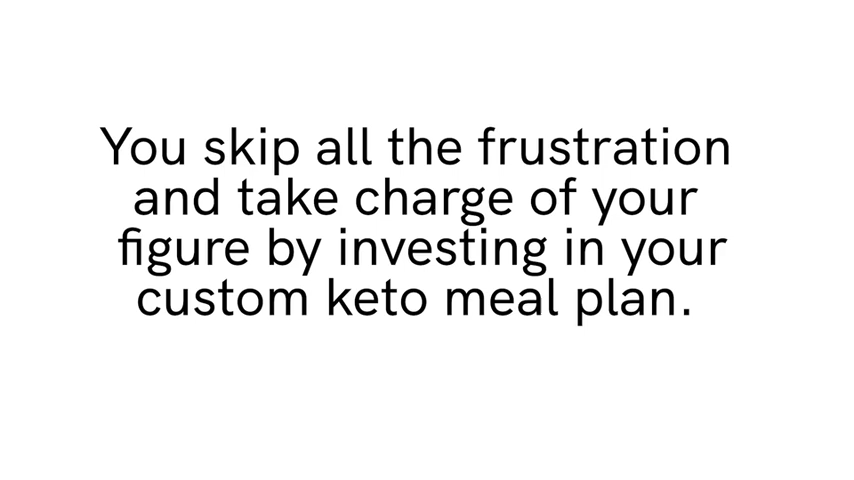 You skip all the frustration
and take charge of your
figure by investing in your
custom keto meal plan.